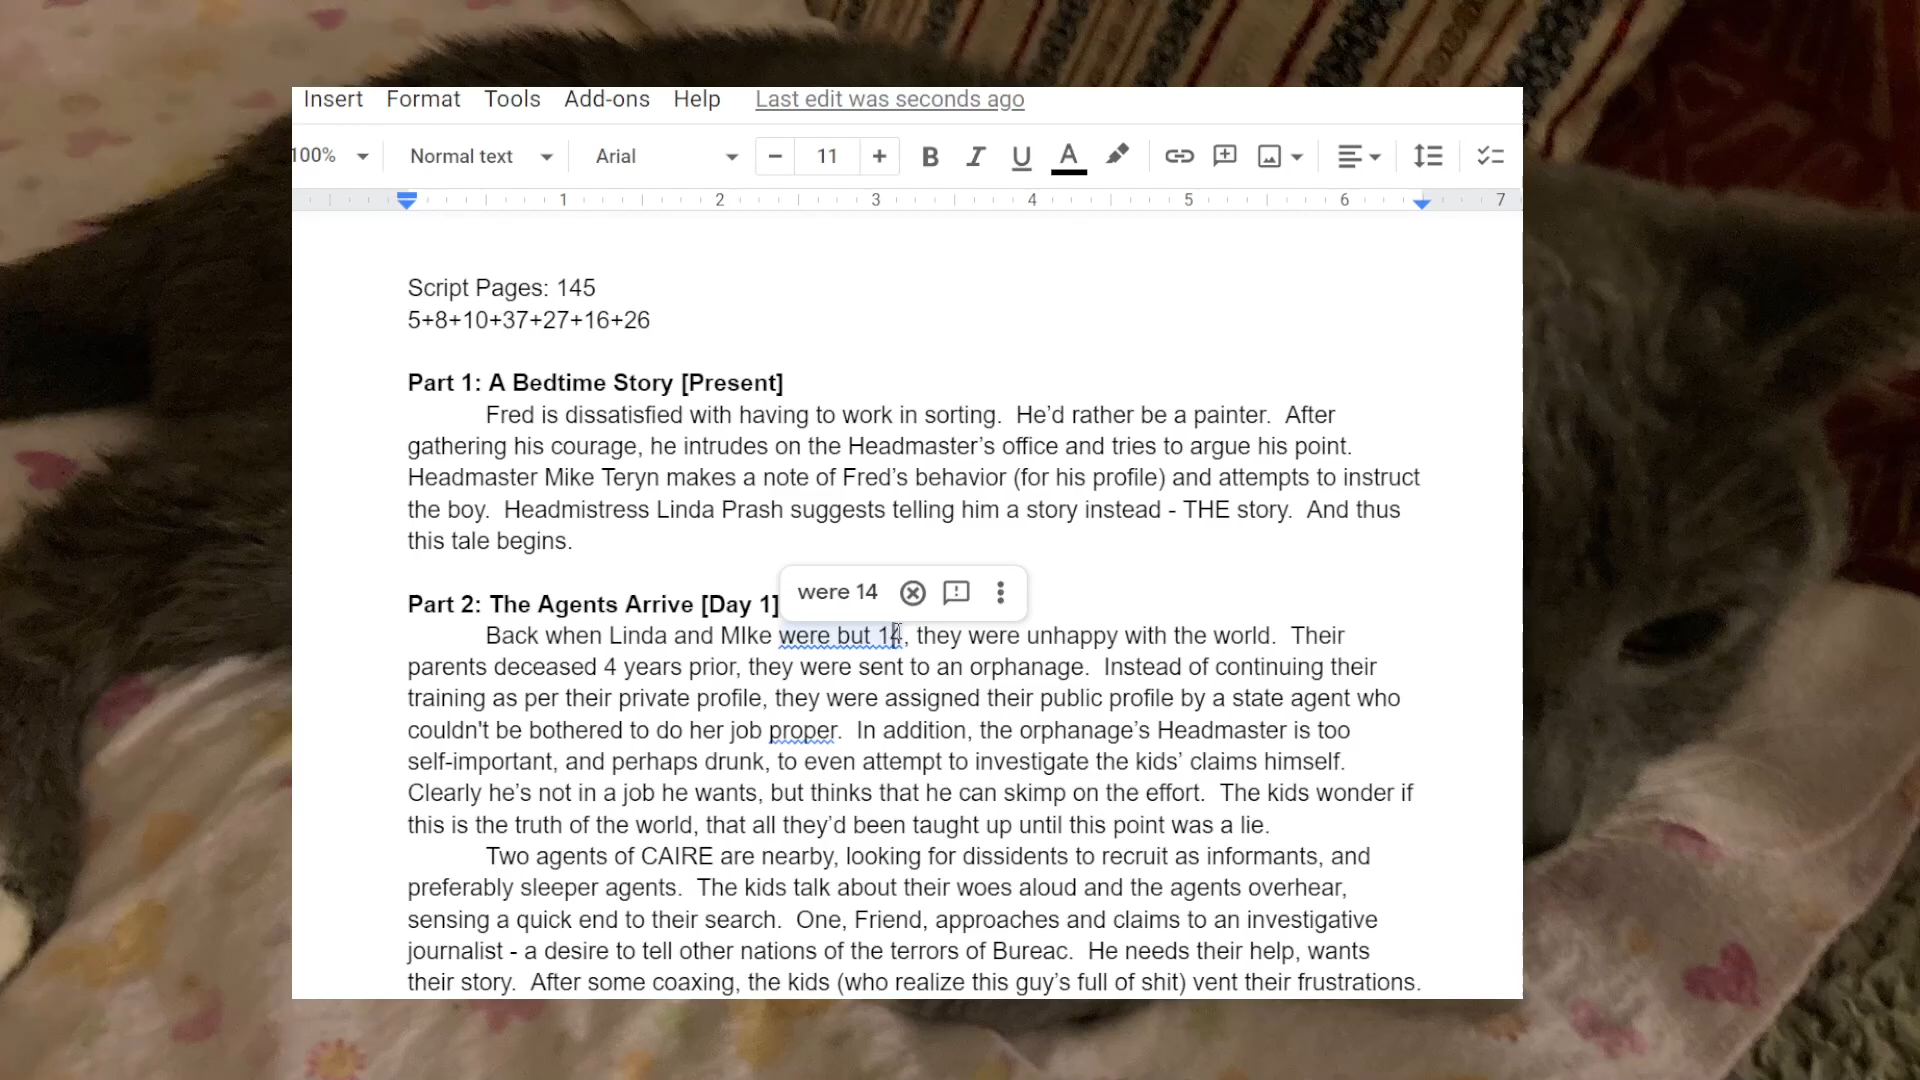 Insert Format Tools Add-ons Help Last edit was seconds ago
100% Normal text Arial 11 B I U A
1 2 3 4 5 6 7
Script Pages: 145
5+8+10+37+27+16+26
Part 1: A Bedtime Story [Present]
Fred is dissatisfied with having to work in sorting. He’d rather be a painter. After
gathering his courage, he intrudes on the Headmaster’s office and tries to argue his point.
Headmaster Mike Teryn makes a note of Fred’s behavior (for his profile) and attempts to instruct
the boy. Headmistress Linda Prash suggests telling him a story instead - THE story. And thus
this tale begins.
were 14
Part 2: The Agents Arrive [Day 1]
Back when Linda and MIke were but 14, they were unhappy with the world. Their
parents deceased 4 years prior, they were sent to an orphanage. Instead of continuing their
training as per their private profile, they were assigned their public profile by a state agent who
couldn't be bothered to do her job proper. In addition, the orphanage’s Headmaster is too
self-important, and perhaps drunk, to even attempt to investigate the kids’ claims himself.
Clearly he’s not in a job he wants, but thinks that he can skimp on the effort. The kids wonder if
this is the truth of the world, that all they’d been taught up until this point was a lie.
Two agents of CAIRE are nearby, looking for dissidents to recruit as informants, and
preferably sleeper agents. The kids talk about their woes aloud and the agents overhear,
sensing a quick end to their search. One, Friend, approaches and claims to an investigative
journalist - a desire to tell other nations of the terrors of Bureac. He needs their help, wants
their story. After some coaxing, the kids (who realize this guy’s full of shit) vent their frustrations.